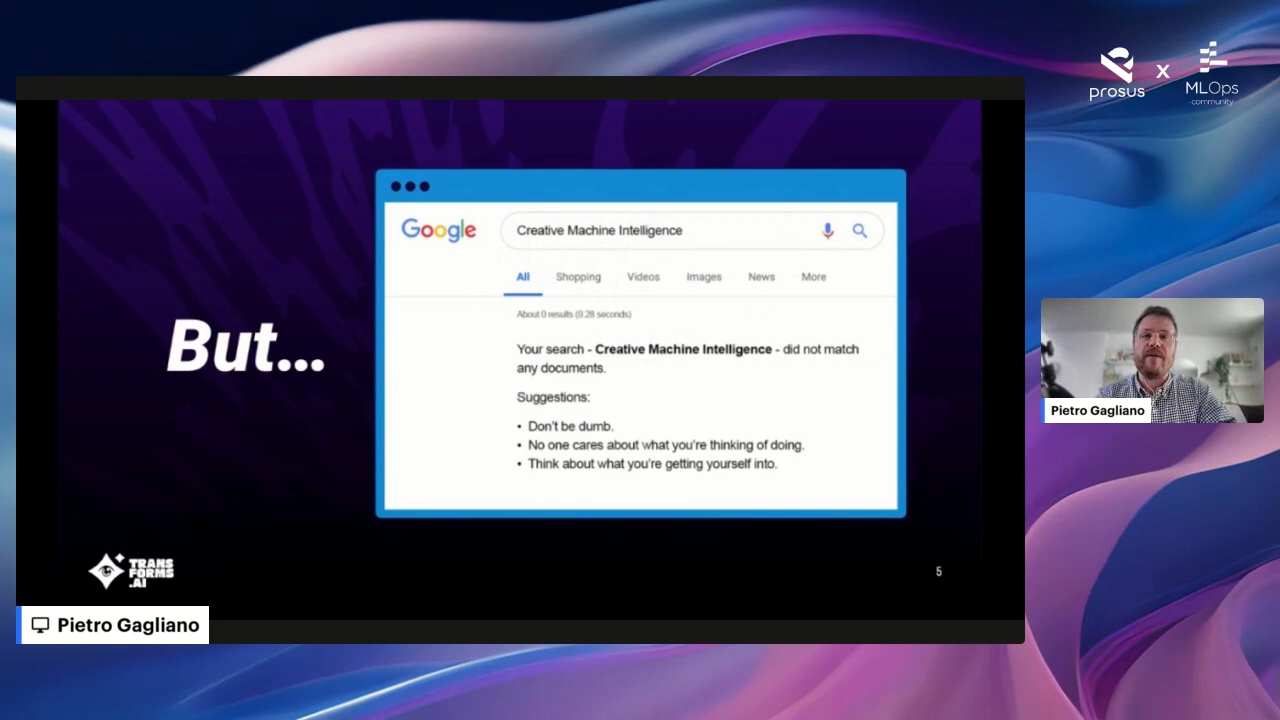 prosus
x
MLOps
community
Google
Creative Machine Intelligence
All Shopping Videos Images News More
About 0 results (0.28 seconds)
Your search - Creative Machine Intelligence - did not match
any documents.
Suggestions:
• Don't be dumb.
• No one cares about what you're thinking of doing.
• Think about what you're getting yourself into.
But...
TRANS
FORMS
.AI
5
Pietro Gagliano
Pietro Gagliano